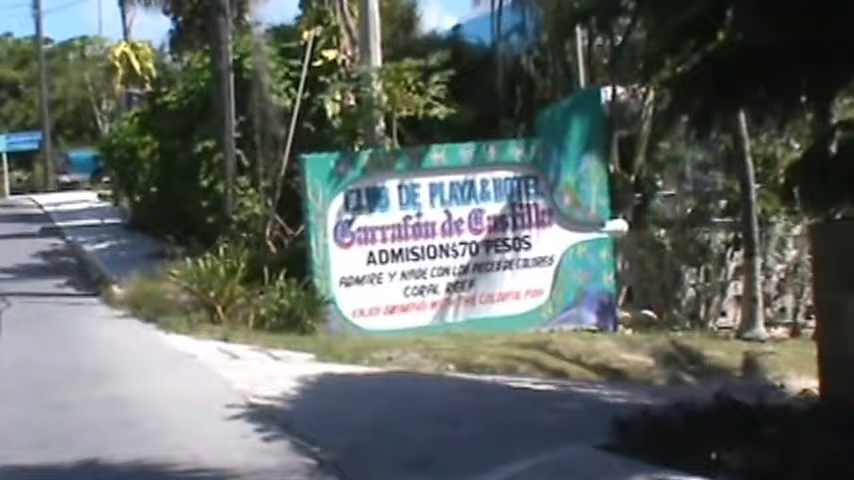 CLUB DE PLAYA & HOTEL
Garrafón de Castilla
ADMISION $70 PESOS
ADMIRE Y NADE CON LOS PECES DE COLORES
CORAL REEF
ENJOY SWIMING WITH THE COLORFUL FISH